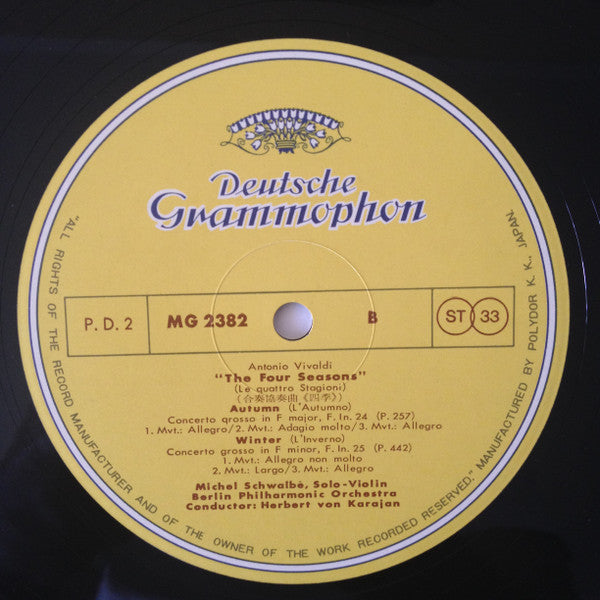 Deutsche
Grammophon
P.D.2
MG 2382
B
ST 33
Antonio Vivaldi
"The Four Seasons"
(Le quattro Stagioni)
(合奏協奏曲《四季》)
Autumn (L'Autumno)
Concerto grosso in F major, F. In. 24 (P. 257)
1. Mvt.: Allegro/2. Mvt.: Adagio molto/3. Mvt.: Allegro
Winter (L'Inverno)
Concerto grosso in F minor, F. In. 25 (P. 442)
1. Mvt.: Allegro non molto
2. Mvt.: Largo/3. Mvt.: Allegro
Michel Schwalbé, Solo-Violin
Berlin Philharmonic Orchestra
Conductor: Herbert von Karajan
"ALL RIGHTS OF THE RECORD MANUFACTURER AND OF THE OWNER OF THE WORK RECORDED RESERVED." MANUFACTURED BY POLYDOR K. K., JAPAN.